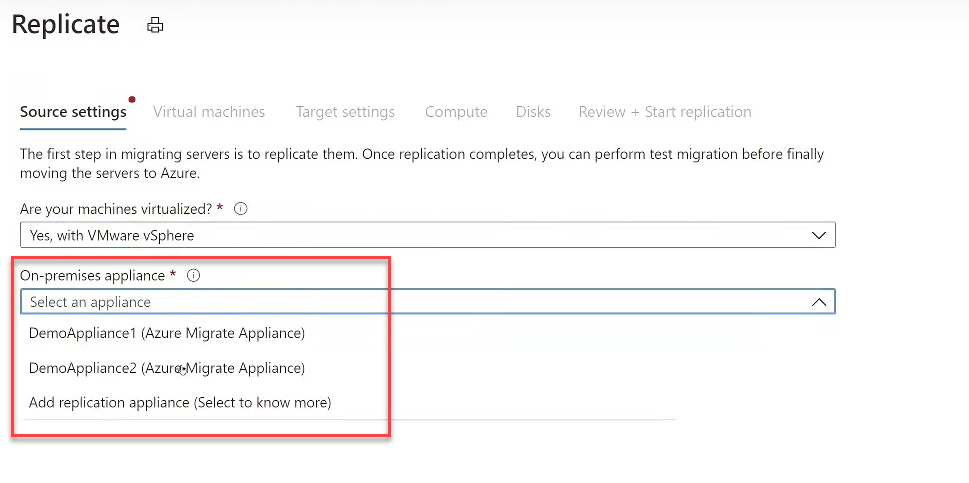 Replicate
Source settings Virtual machines Target settings Compute Disks Review + Start replication
The first step in migrating servers is to replicate them. Once replication completes, you can perform test migration before finally
moving the servers to Azure.
Are your machines virtualized? *
Yes, with VMware vSphere
On-premises appliance *
Select an appliance
DemoAppliance1 (Azure Migrate Appliance)
DemoAppliance2 (Azure Migrate Appliance)
Add replication appliance (Select to know more)